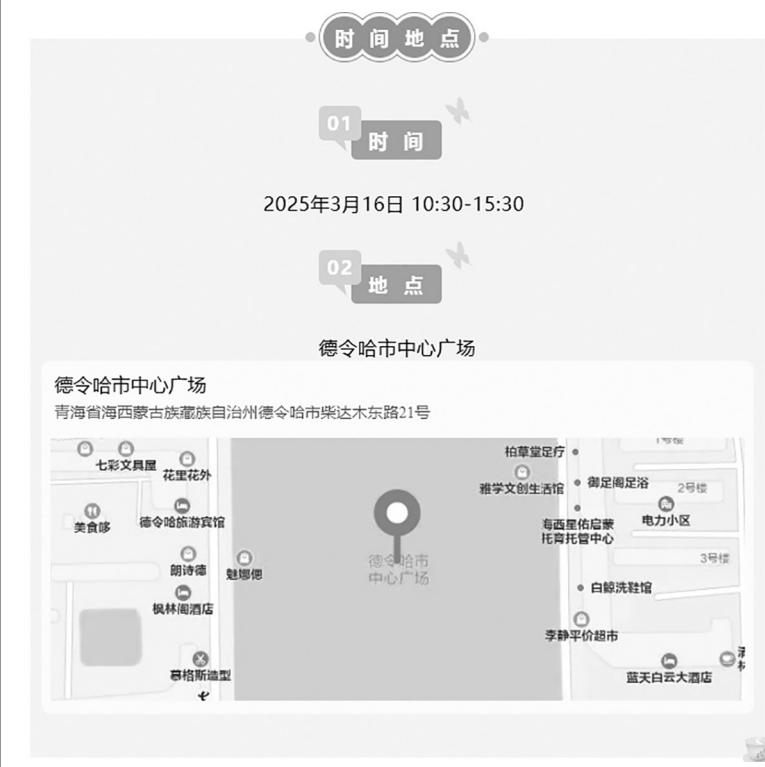 时间地点
01
时间
2025年3月16日 10:30-15:30
02
地点
德令哈市中心广场
德令哈市中心广场
青海省海西蒙古族藏族自治州德令哈市柴达木东路21号
七彩文具屋
花里花外
美食哆
德令哈旅游宾馆
朗诗德
魅娜偲
枫林阁酒店
慕格斯造型
德令哈市
中心广场
柏草堂足疗
雅学文创生活馆
御足阁足浴
1号楼
2号楼
电力小区
海西星佑启蒙
托育托管中心
3号楼
白鲸洗鞋馆
李静平价超市
蓝天白云大酒店